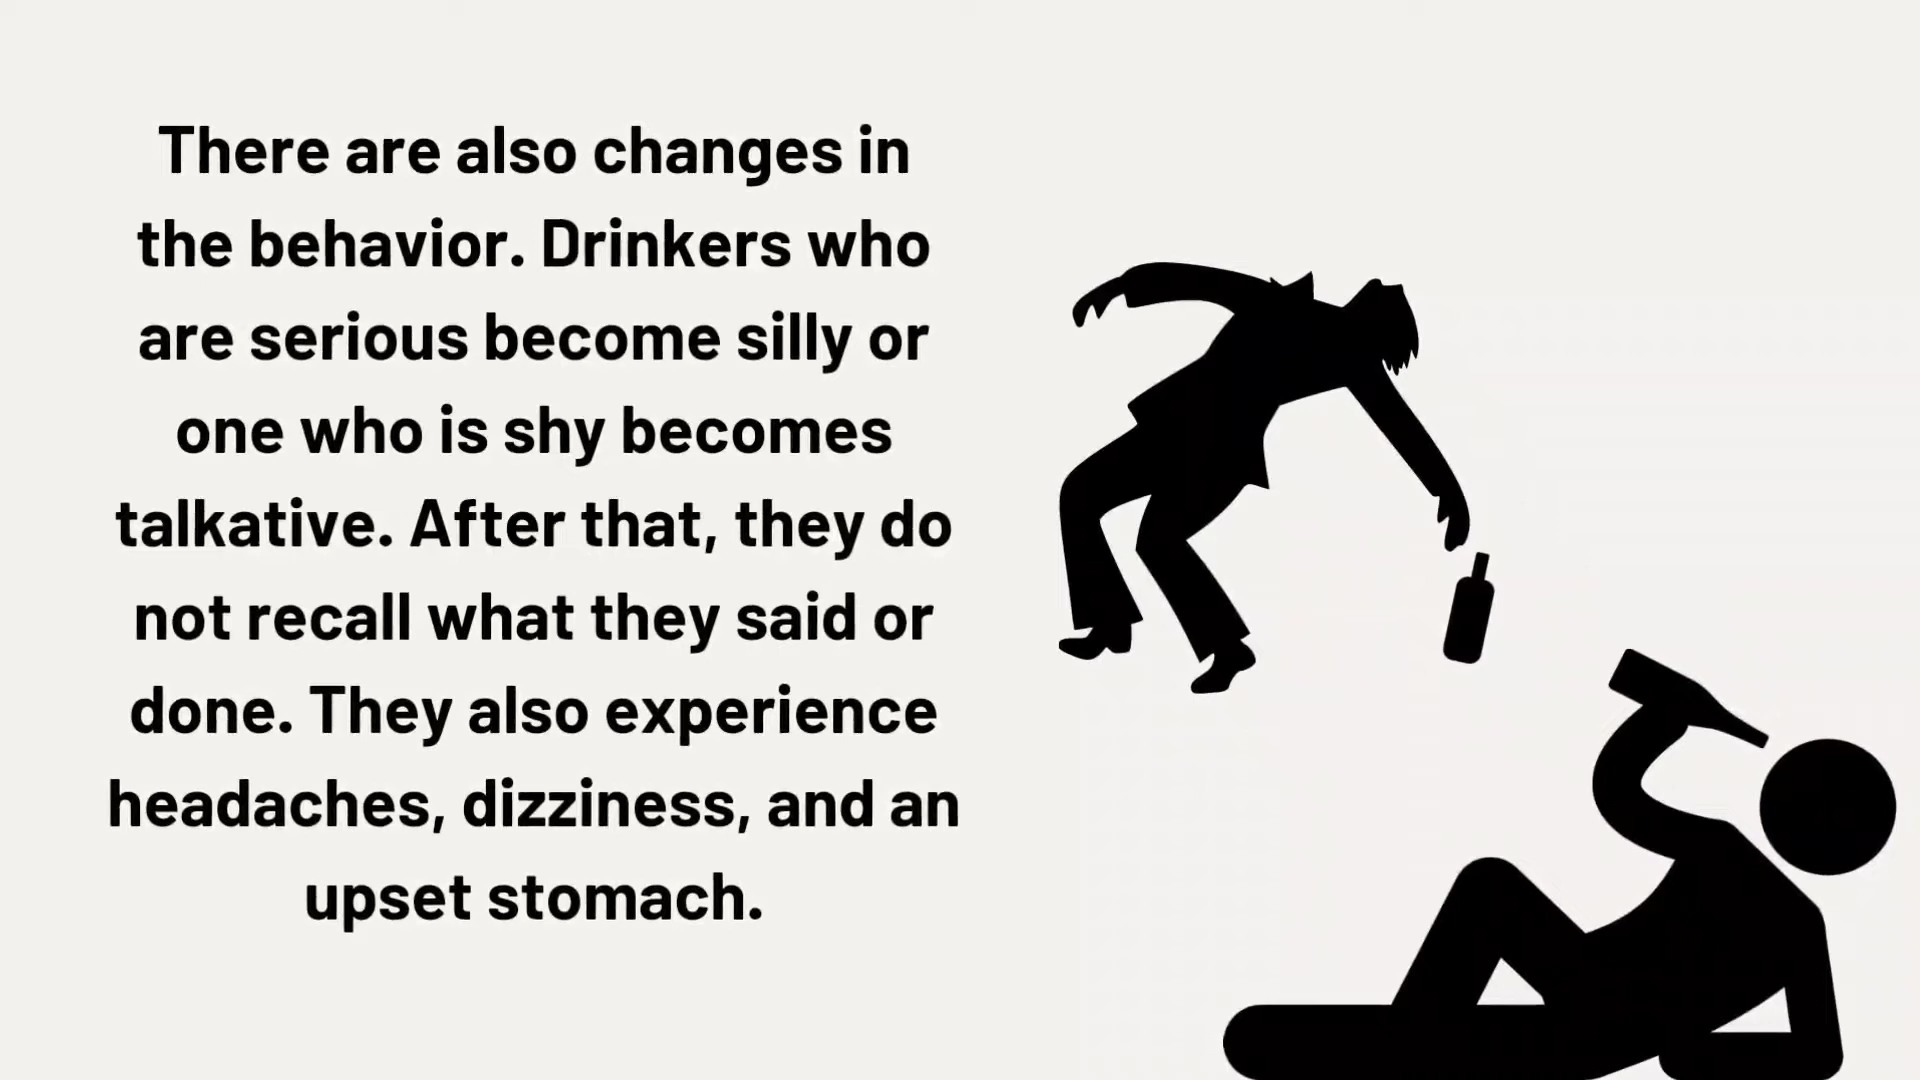 There are also changes in
the behavior. Drinkers who
are serious become silly or
one who is shy becomes
talkative. After that, they do
not recall what they said or
done. They also experience
headaches, dizziness, and an
upset stomach.